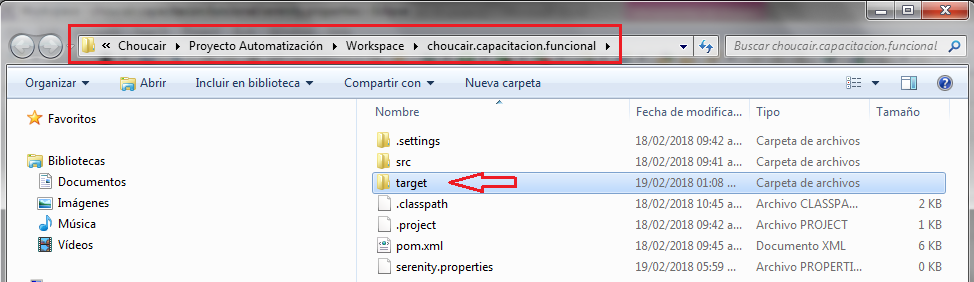 « Choucair ▸ Proyecto Automatización ▸ Workspace ▸ choucair.capacitacion.funcional ▸ Buscar choucair.capacitacion.funcional
Organizar Abrir Incluir en biblioteca Compartir con Nueva carpeta
Favoritos
Bibliotecas
Documentos
Imágenes
Música
Vídeos
Nombre Fecha de modifica... Tipo Tamaño
.settings 18/02/2018 09:42 a... Carpeta de archivos
src 18/02/2018 09:41 a... Carpeta de archivos
target 19/02/2018 01:08 ... Carpeta de archivos
.classpath 18/02/2018 10:45 a... Archivo CLASSPA... 2 KB
.project 18/02/2018 09:42 a... Archivo PROJECT 1 KB
pom.xml 18/02/2018 09:45 a... Documento XML 6 KB
serenity.properties 19/02/2018 05:59 ... Archivo PROPERTI... 0 KB